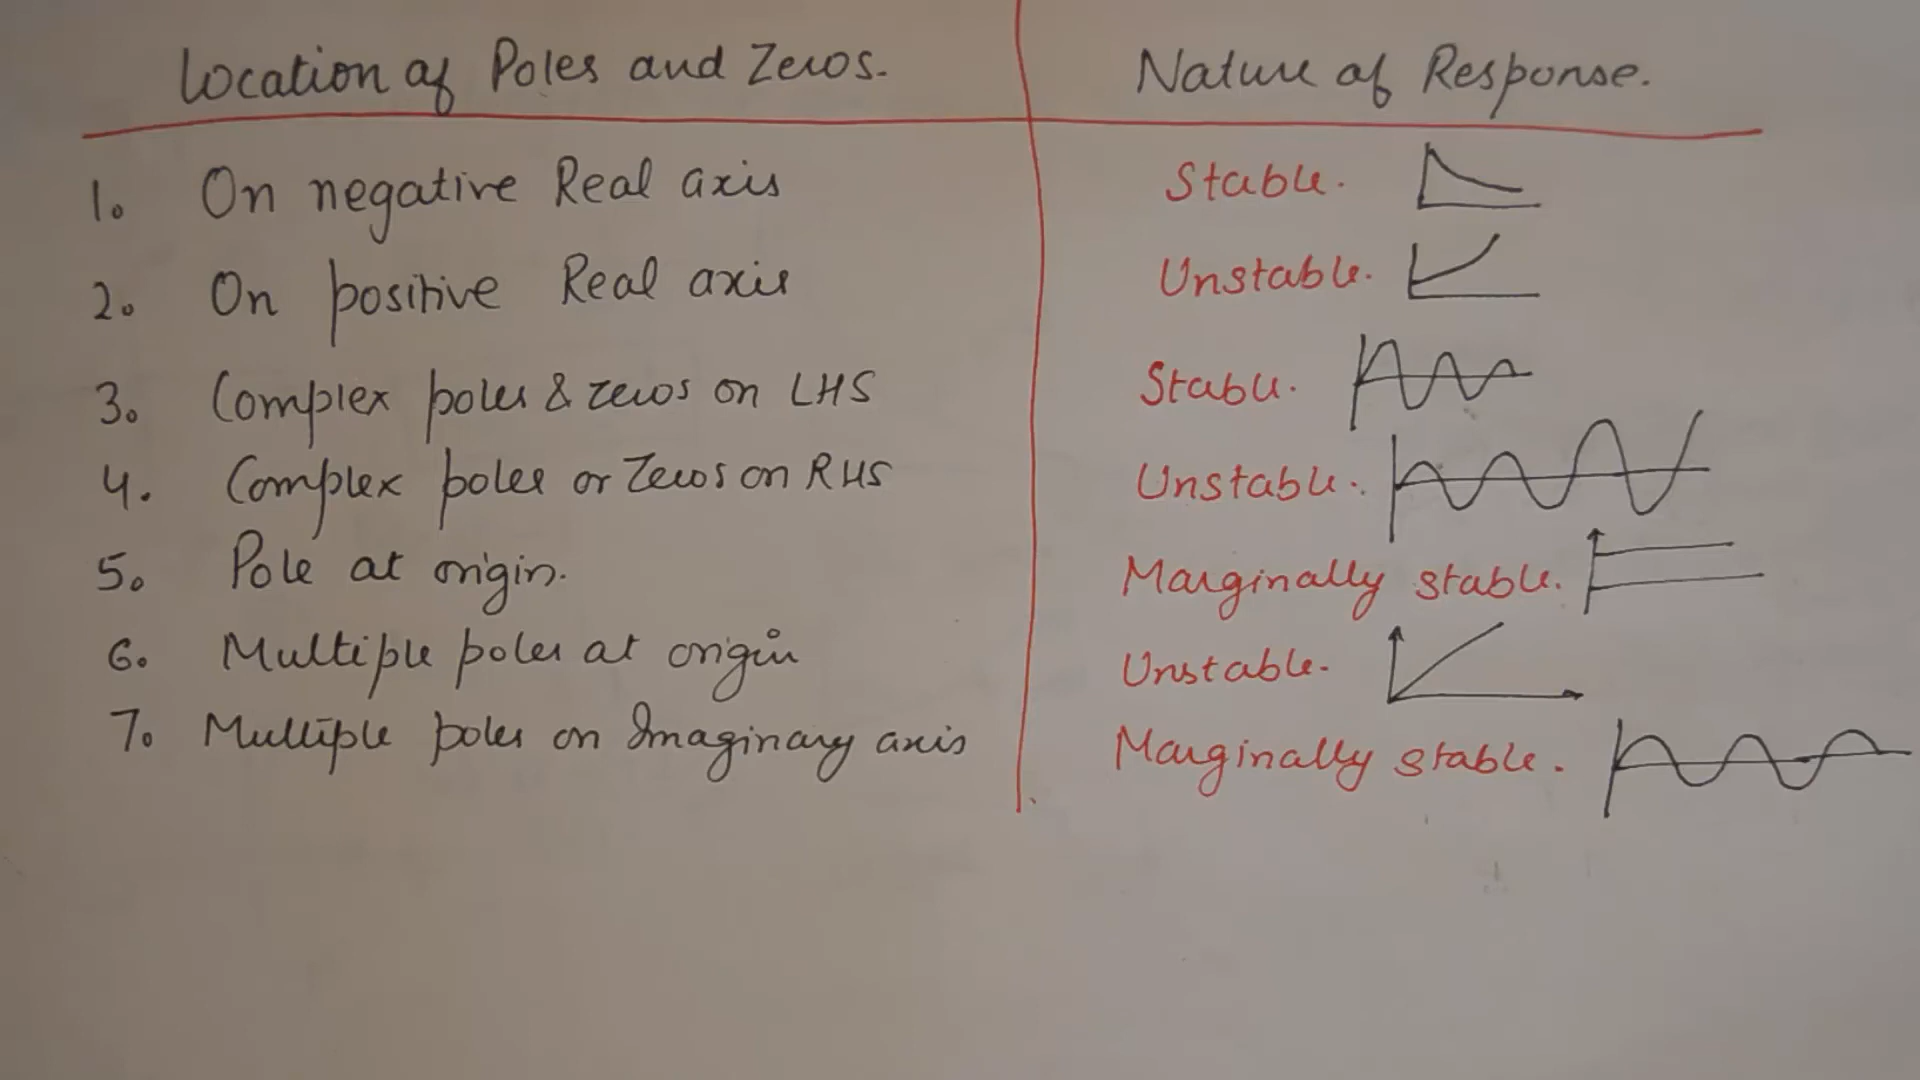 Location of Poles and Zeros.
Nature of Response.
1. On negative Real axis
Stable.
2. On positive Real axis
Unstable.
3. Complex poles & zeros on LHS
Stable.
4. Complex poles or Zeros on RHS
Unstable.
5. Pole at origin.
Marginally stable.
6. Multiple poles at origin
Unstable.
7. Multiple poles on Imaginary axis
Marginally stable.